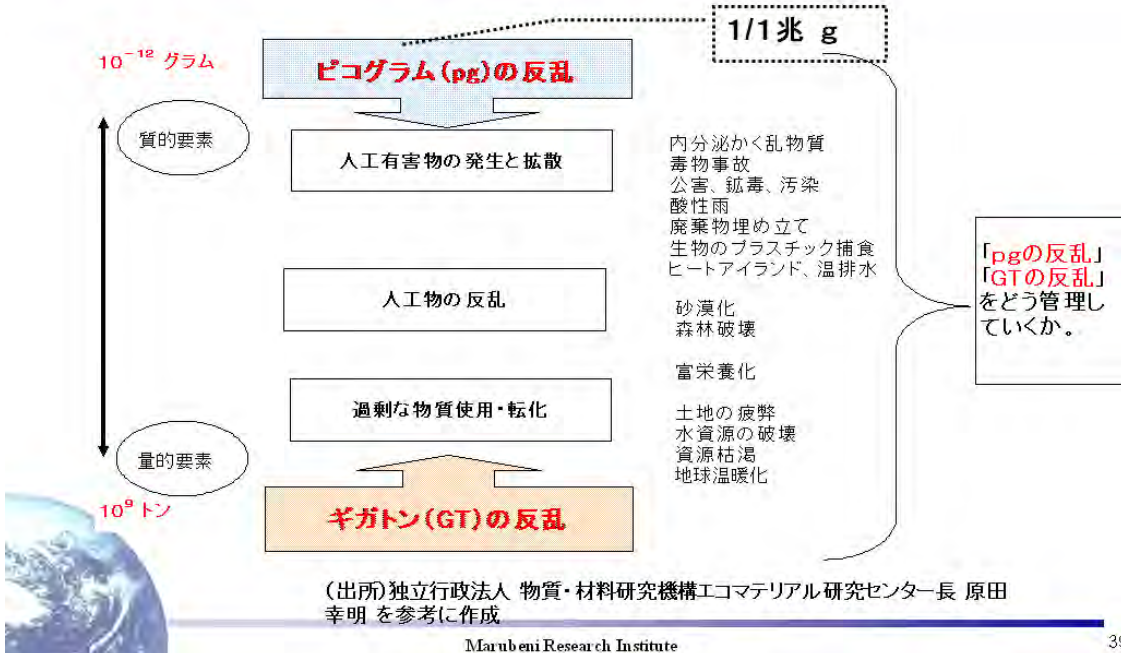 1/1兆 g
10⁻¹² グラム
ピコグラム(pg)の反乱
質的要素
人工有害物の発生と拡散
内分泌かく乱物質
毒物事故
公害、鉱毒、汚染
酸性雨
廃棄物埋め立て
生物のプラスチック捕食
ヒートアイランド、温排水
人工物の反乱
砂漠化
森林破壊
富栄養化
過剰な物質使用・転化
土地の疲弊
水資源の破壊
資源枯渇
地球温暖化
量的要素
10⁹ トン
ギガトン(GT)の反乱
「pgの反乱」
「GTの反乱」
をどう管理し
ていくか。
(出所)独立行政法人 物質・材料研究機構エコマテリアル研究センター長 原田
幸明 を参考に作成
Marubeni Research Institute
39